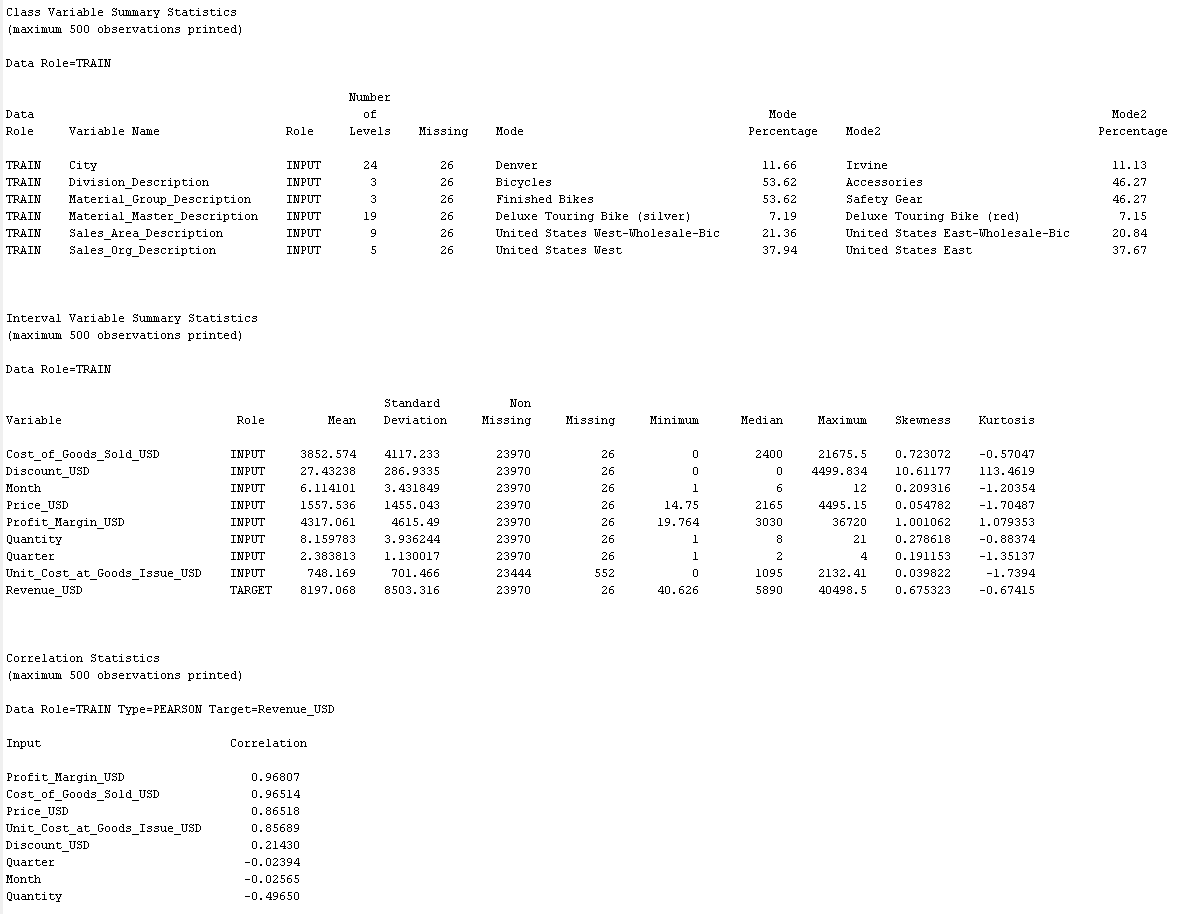 Class Variable Summary Statistics
(maximum 500 observations printed)
Data Role=TRAIN
Number
Data of Mode Mode2
Role Variable Name Role Levels Missing Mode Percentage Mode2 Percentage
TRAIN City INPUT 24 26 Denver 11.66 Irvine 11.13
TRAIN Division_Description INPUT 3 26 Bicycles 53.62 Accessories 46.27
TRAIN Material_Group_Description INPUT 3 26 Finished Bikes 53.62 Safety Gear 46.27
TRAIN Material_Master_Description INPUT 19 26 Deluxe Touring Bike (silver) 7.19 Deluxe Touring Bike (red) 7.15
TRAIN Sales_Area_Description INPUT 9 26 United States West-Wholesale-Bic 21.36 United States East-Wholesale-Bic 20.84
TRAIN Sales_Org_Description INPUT 5 26 United States West 37.94 United States East 37.67
Interval Variable Summary Statistics
(maximum 500 observations printed)
Data Role=TRAIN
Standard Non
Variable Role Mean Deviation Missing Missing Minimum Median Maximum Skewness Kurtosis
Cost_of_Goods_Sold_USD INPUT 3852.574 4117.233 23970 26 0 2400 21675.5 0.723072 -0.57047
Discount_USD INPUT 27.43238 286.9335 23970 26 0 0 4499.834 10.61177 113.4619
Month INPUT 6.114101 3.431849 23970 26 1 6 12 0.209316 -1.20354
Price_USD INPUT 1557.536 1455.043 23970 26 14.75 2165 4495.15 0.054782 -1.70487
Profit_Margin_USD INPUT 4317.061 4615.49 23970 26 19.764 3030 36720 1.001062 1.079353
Quantity INPUT 8.159783 3.936244 23970 26 1 8 21 0.278618 -0.88374
Quarter INPUT 2.383813 1.130017 23970 26 1 2 4 0.191153 -1.35137
Unit_Cost_at_Goods_Issue_USD INPUT 748.169 701.466 23444 552 0 1095 2132.41 0.039822 -1.7394
Revenue_USD TARGET 8197.068 8503.316 23970 26 40.626 5890 40498.5 0.675323 -0.67415
Correlation Statistics
(maximum 500 observations printed)
Data Role=TRAIN Type=PEARSON Target=Revenue_USD
Input Correlation
Profit_Margin_USD 0.96807
Cost_of_Goods_Sold_USD 0.96514
Price_USD 0.86518
Unit_Cost_at_Goods_Issue_USD 0.85689
Discount_USD 0.21430
Quarter -0.02394
Month -0.02565
Quantity -0.49650